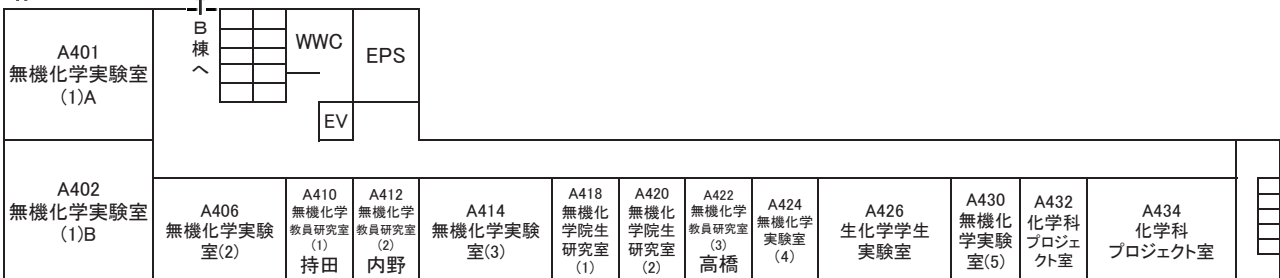 A401
無機化学実験室
(1)A
B
棟
へ
WWC
EPS
EV
A402
無機化学実験室
(1)B
A406
無機化学実験
室(2)
A410
無機化学
教員研究室
(1)
持田
A412
無機化学
教員研究室
(2)
内野
A414
無機化学実験
室(3)
A418
無機化
学院生
研究室
(1)
A420
無機化
学院生
研究室
(2)
A422
無機化学
教員研究室
(3)
高橋
A424
無機化学
実験室
(4)
A426
生化学学生
実験室
A430
無機化
学実験
室(5)
A432
化学科
プロジェ
クト室
A434
化学科
プロジェクト室